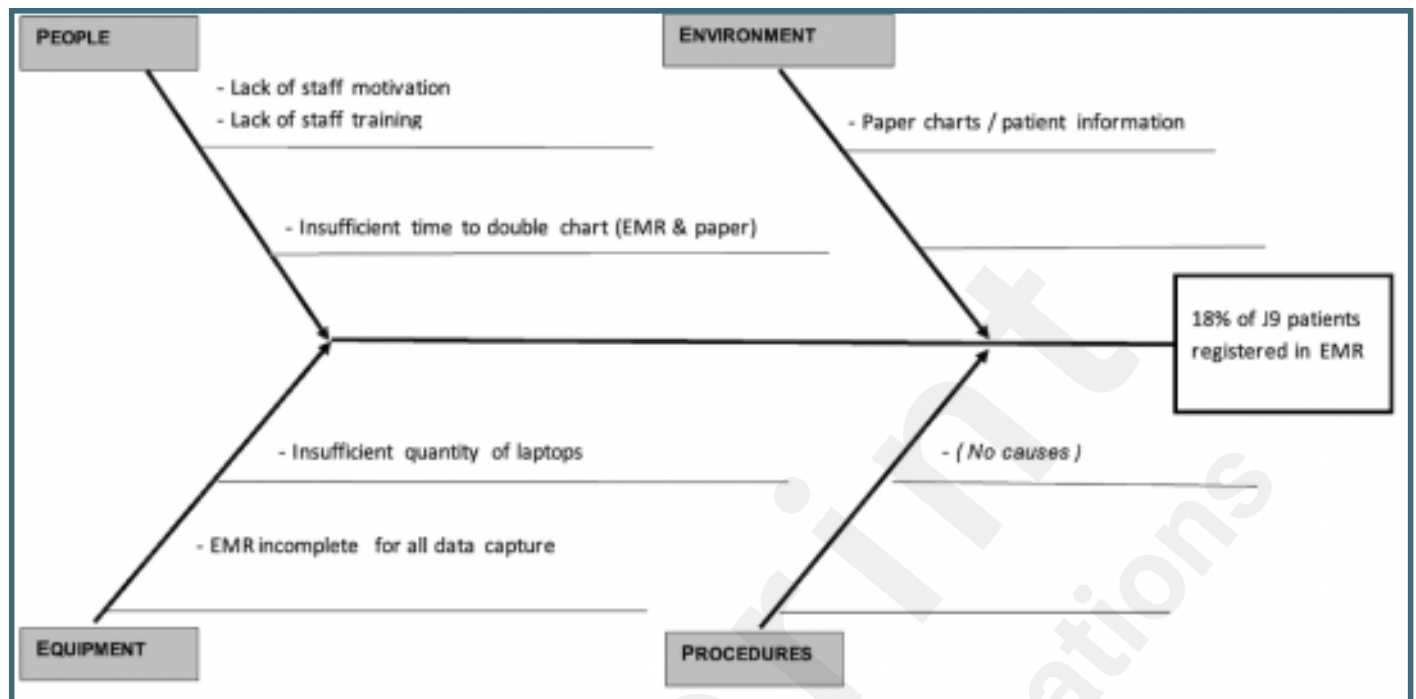 PEOPLE
- Lack of staff motivation
- Lack of staff training
- Insufficient time to double chart (EMR & paper)
ENVIRONMENT
- Paper charts / patient information
18% of J9 patients
registered in EMR
- Insufficient quantity of laptops
- EMR incomplete for all data capture
EQUIPMENT
- ( No causes )
PROCEDURES